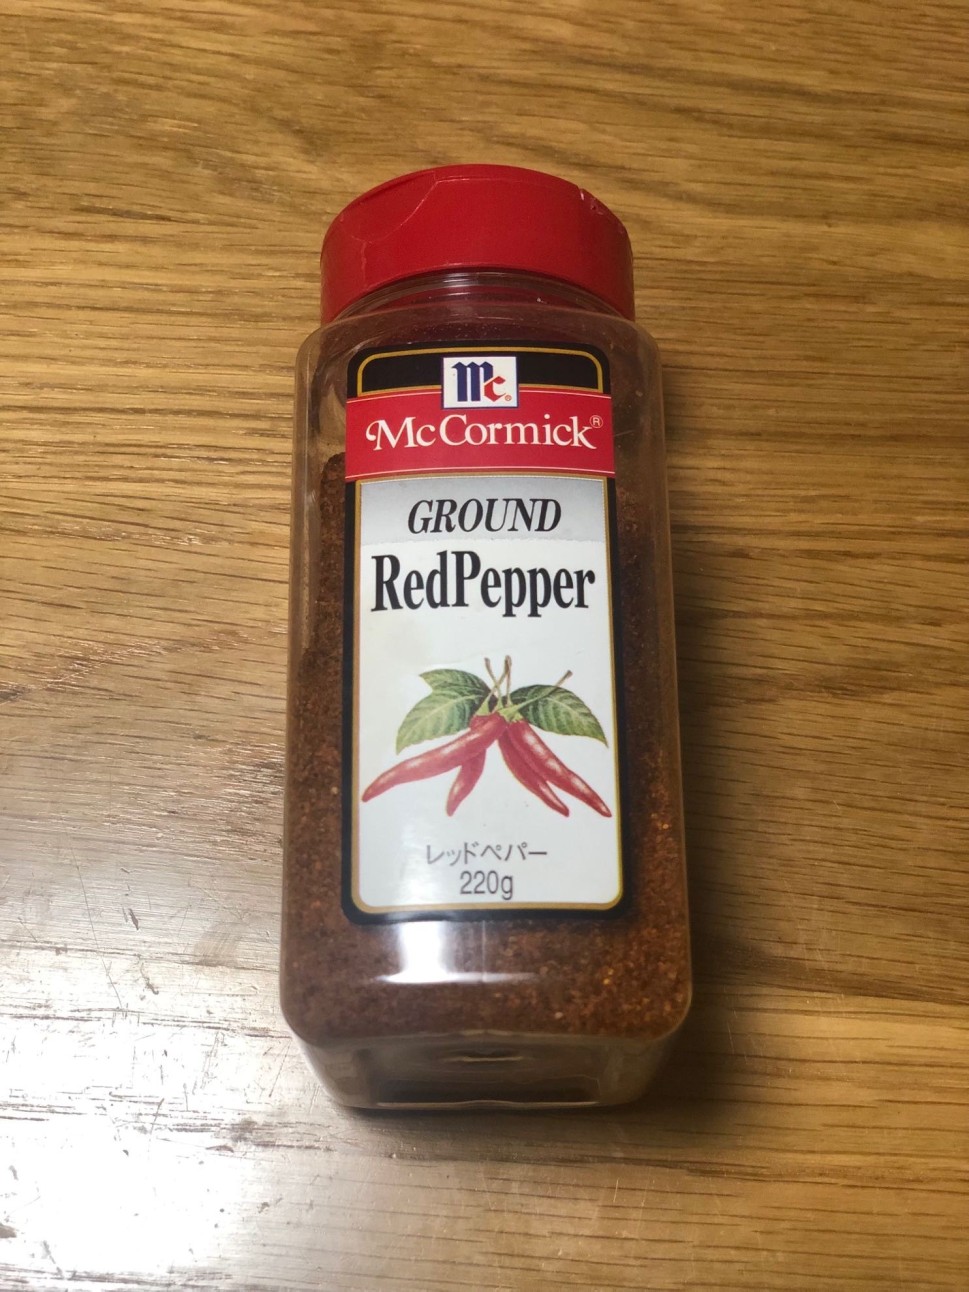 Mc®
McCormick®
GROUND
RedPepper
レッドペパー
220g